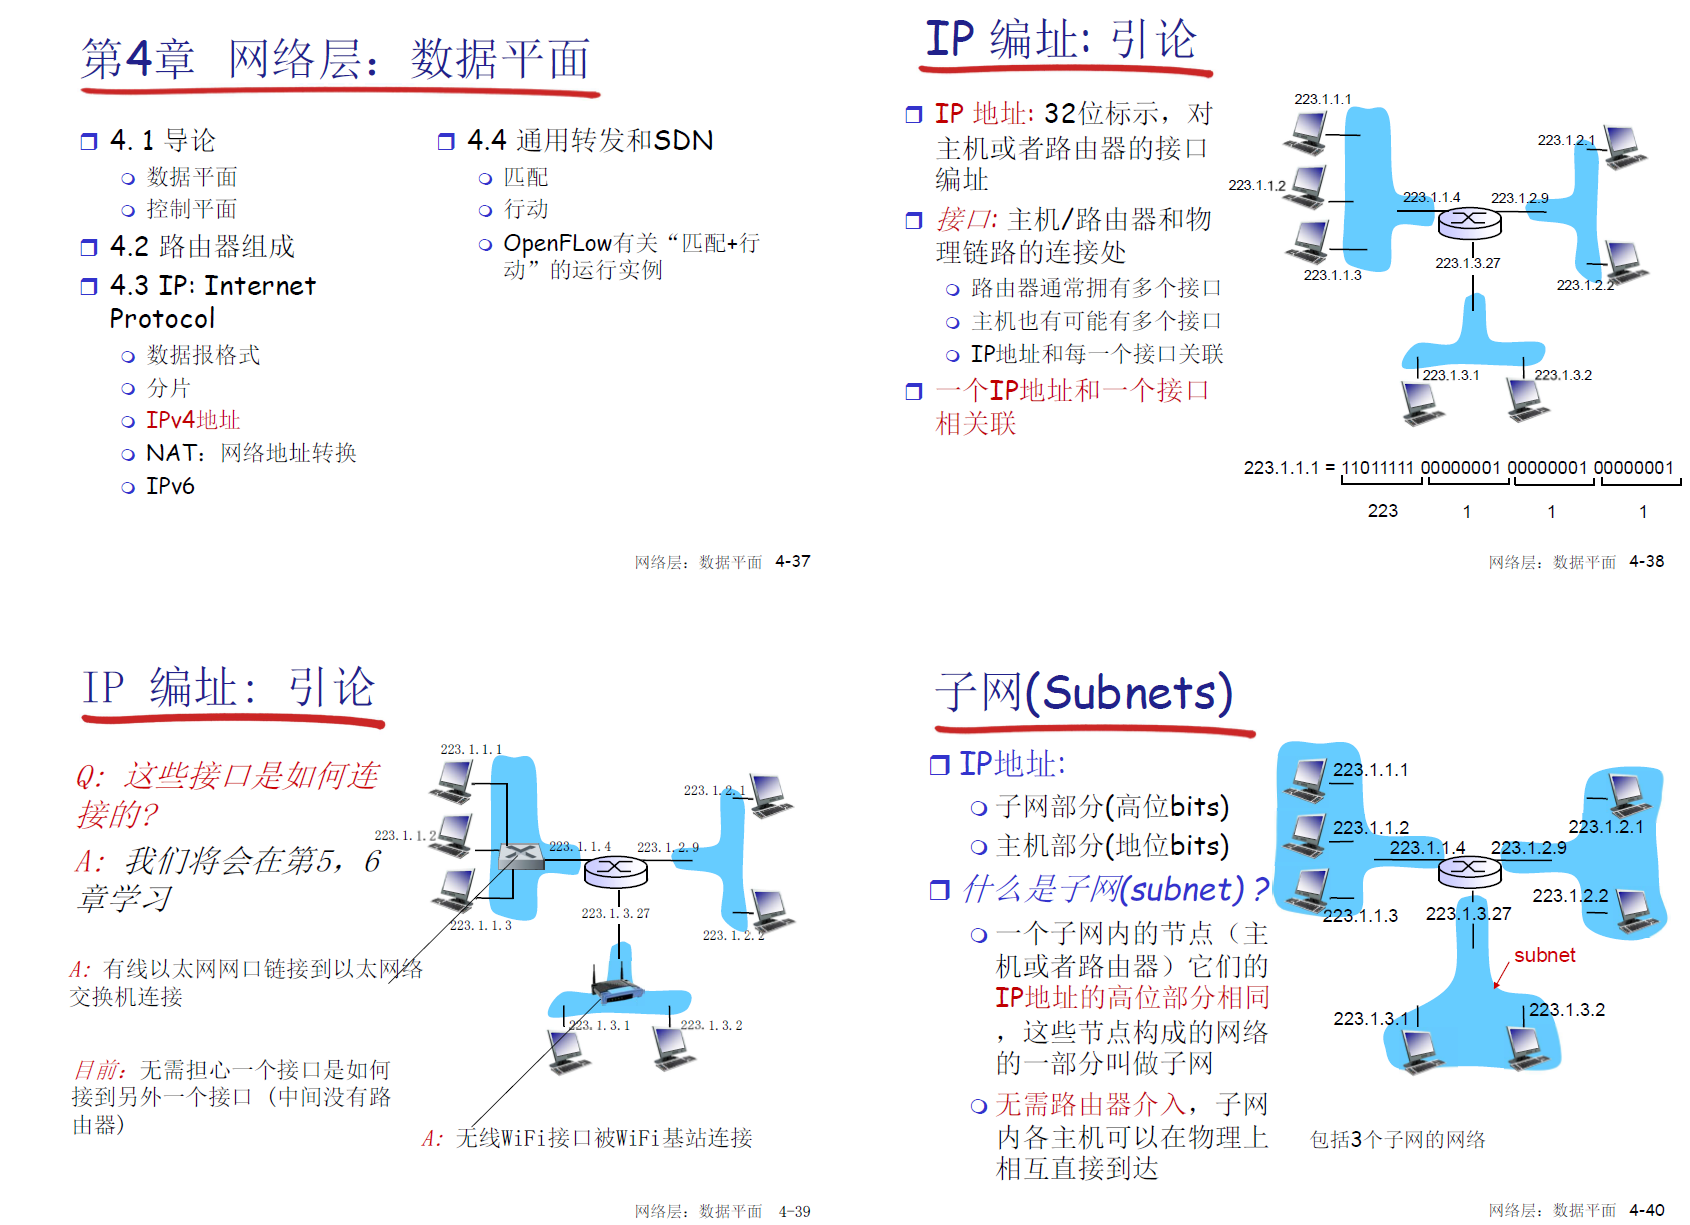 第4章 网络层：数据平面
4. 1 导论
数据平面
控制平面
4.2 路由器组成
4.3 IP: Internet
Protocol
数据报格式
分片
IPv4地址
NAT：网络地址转换
IPv6
4.4 通用转发和SDN
匹配
行动
OpenFLow有关“匹配+行
动”的运行实例
网络层：数据平面 4-37
IP 编址: 引论
IP 地址: 32位标示，对
主机或者路由器的接口
编址
接口: 主机/路由器和物
理链路的连接处
路由器通常拥有多个接口
主机也有可能有多个接口
IP地址和每一个接口关联
一个IP地址和一个接口
相关联
223.1.1.1
223.1.1.2
223.1.1.3
223.1.1.4
223.1.2.9
223.1.2.1
223.1.2.2
223.1.3.27
223.1.3.1
223.1.3.2
223.1.1.1 = 11011111 00000001 00000001 00000001
223 1 1 1
网络层：数据平面 4-38
IP 编址: 引论
Q: 这些接口是如何连
接的?
A: 我们将会在第5，6
章学习
A: 有线以太网网口链接到以太网络
交换机连接
目前：无需担心一个接口是如何
接到另外一个接口 (中间没有路
由器)
223.1.1.1
223.1.1.2
223.1.1.3
223.1.1.4
223.1.2.9
223.1.2.1
223.1.2.2
223.1.3.27
223.1.3.1
223.1.3.2
A: 无线WiFi接口被WiFi基站连接
网络层：数据平面 4-39
子网(Subnets)
IP地址:
子网部分(高位bits)
主机部分(地位bits)
什么是子网(subnet) ?
一个子网内的节点（主
机或者路由器）它们的
IP地址的高位部分相同
，这些节点构成的网络
的一部分叫做子网
无需路由器介入，子网
内各主机可以在物理上
相互直接到达
223.1.1.1
223.1.1.2
223.1.1.3
223.1.1.4
223.1.2.9
223.1.2.1
223.1.2.2
223.1.3.27
subnet
223.1.3.1
223.1.3.2
包括3个子网的网络
网络层：数据平面 4-40